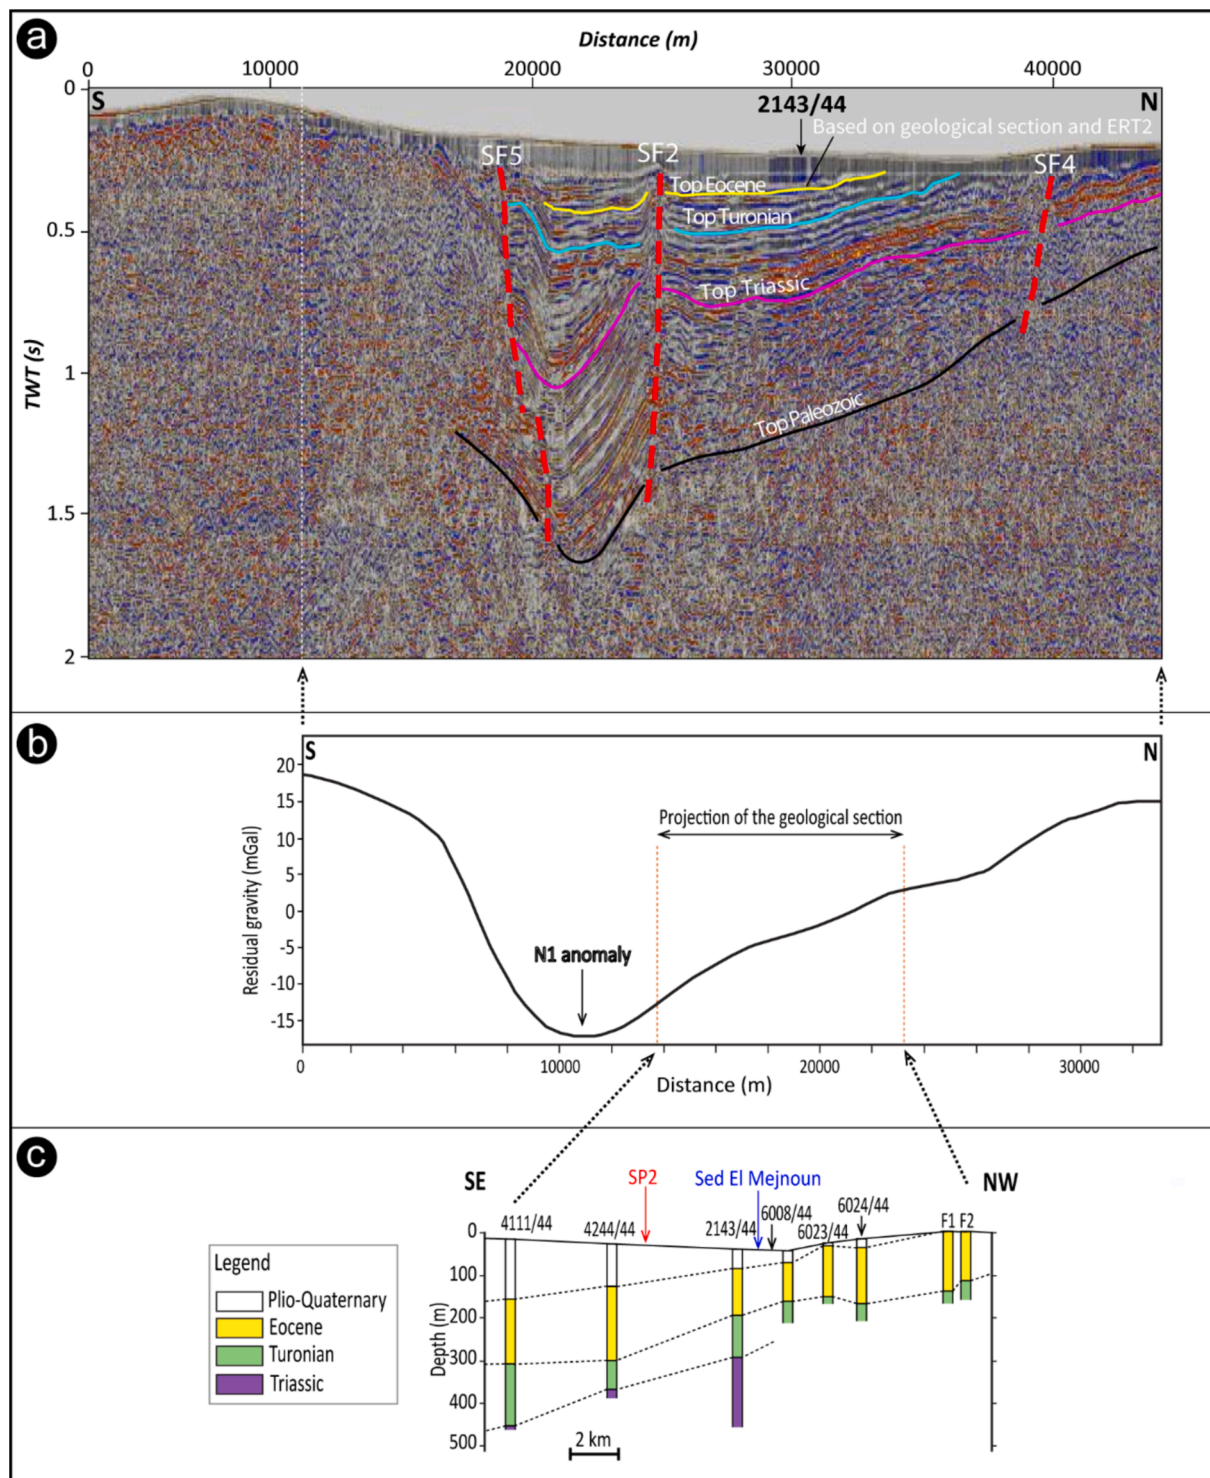 a
Distance (m)
0 10000 20000 30000 40000
S
2143/44
N
Based on geological section and ERT2
SF5
SF2
SF4
Top Eocene
Top Turonian
Top Triassic
Top Paleozoic
TWT (s)
0
0.5
1
1.5
2
b
S
N
Residual gravity (mGal)
20
15
10
5
0
-5
-10
-15
Projection of the geological section
N1 anomaly
0 10000 20000 30000
Distance (m)
c
SE
SP2
Sed El Mejnoun
NW
4111/44
4244/44
2143/44
6008/44
6023/44
6024/44
F1 F2
Depth (m)
0
100
200
300
400
500
2 km
Legend
Plio-Quaternary
Eocene
Turonian
Triassic